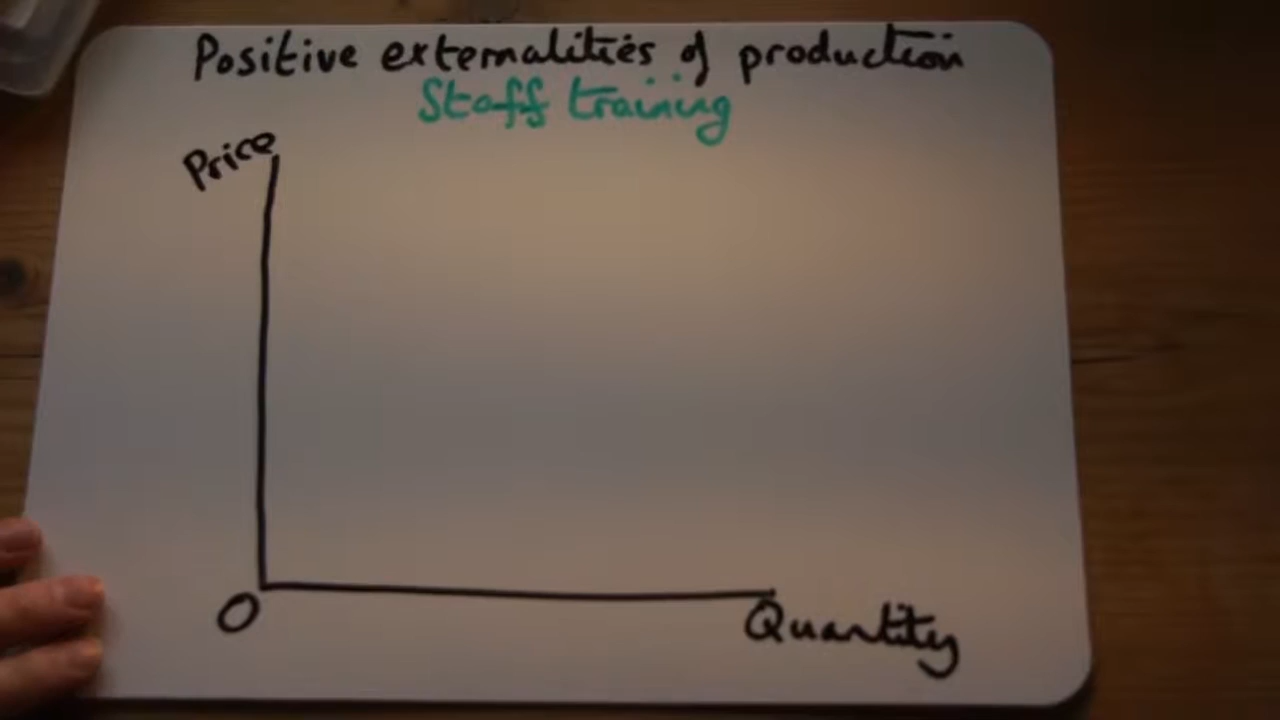 Positive externalities of production
Staff training
Price
O
Quantity